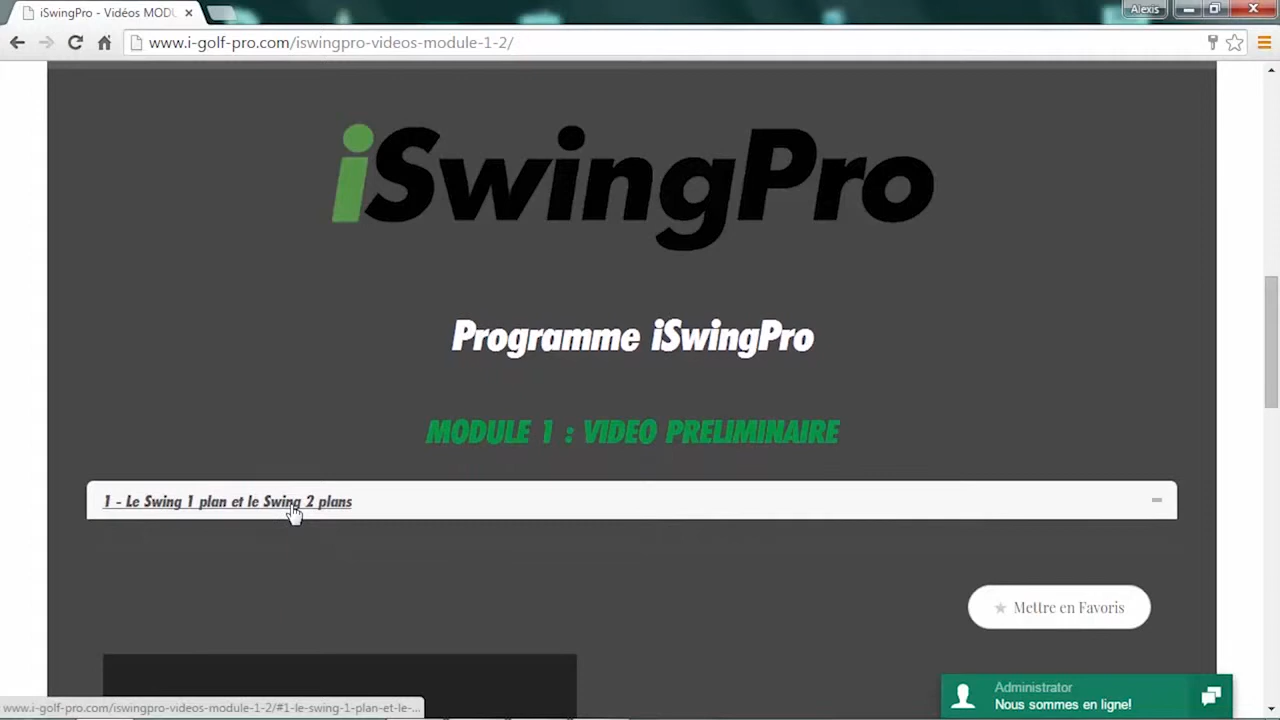 iSwingPro - Vidéos MODU
Alexis
www.i-golf-pro.com/iswingpro-videos-module-1-2/
iSwingPro
Programme iSwingPro
MODULE 1 : VIDEO PRELIMINAIRE
1 - Le Swing 1 plan et le Swing 2 plans
Mettre en Favoris
Administrator
Nous sommes en ligne!
www.i-golf-pro.com/iswingpro-videos-module-1-2/#1-le-swing-1-plan-et-le-...